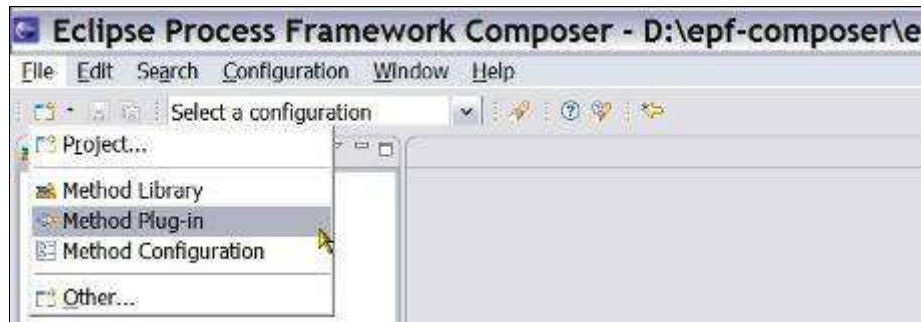 Eclipse Process Framework Composer - D:\epf-composer\e
File Edit Search Configuration Window Help
Select a configuration
Project...
Method Library
Method Plug-in
Method Configuration
Other...